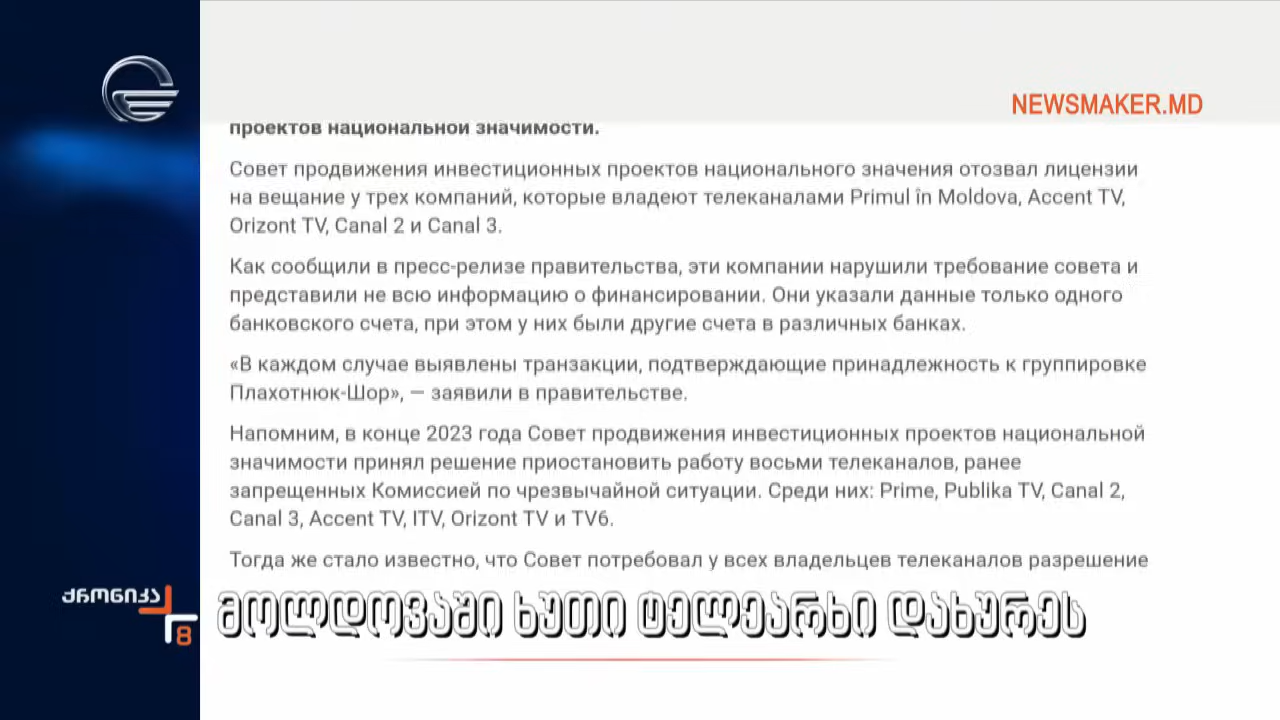 NEWSMAKER.MD
проектов национальной значимости.
Совет продвижения инвестиционных проектов национального значения отозвал лицензии
на вещание у трех компаний, которые владеют телеканалами Primul în Moldova, Accent TV,
Orizont TV, Canal 2 и Canal 3.
Как сообщили в пресс-релизе правительства, эти компании нарушили требование совета и
представили не всю информацию о финансировании. Они указали данные только одного
банковского счета, при этом у них были другие счета в различных банках.
«В каждом случае выявлены транзакции, подтверждающие принадлежность к группировке
Плахотнюк-Шор», — заявили в правительстве.
Напомним, в конце 2023 года Совет продвижения инвестиционных проектов национальной
значимости принял решение приостановить работу восьми телеканалов, ранее
запрещенных Комиссией по чрезвычайной ситуации. Среди них: Prime, Publika TV, Canal 2,
Canal 3, Accent TV, ITV, Orizont TV и TV6.
Тогда же стало известно, что Совет потребовал у всех владельцев телеканалов разрешение
ქრონიკა
8
მოლდოვაში ხუთი ტელეარხი დახურეს